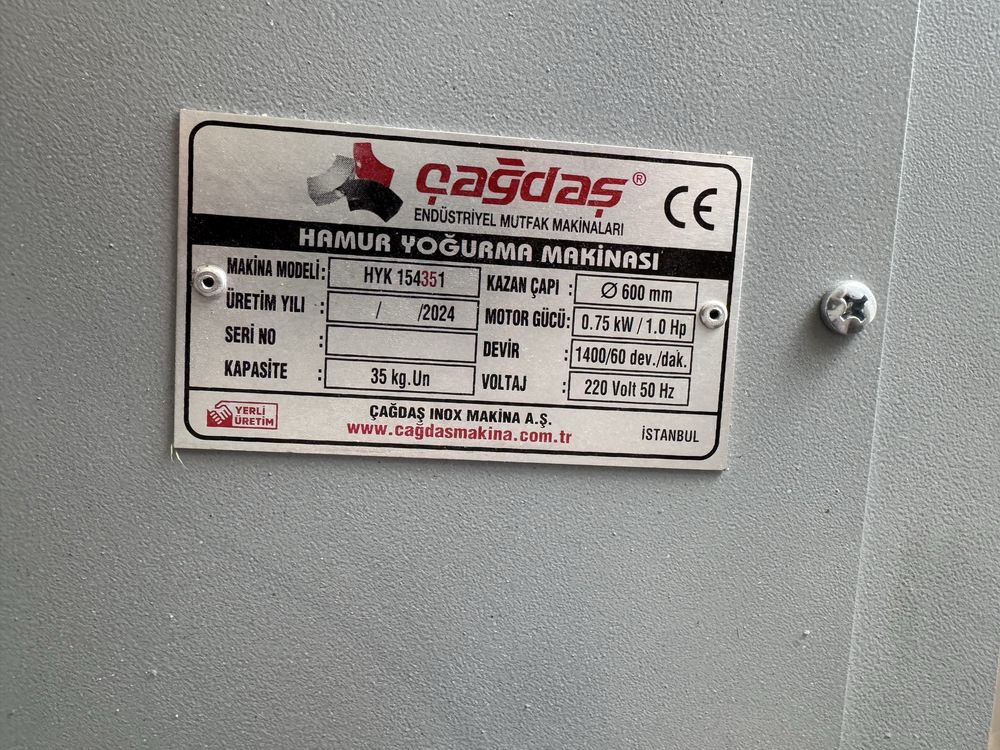 çağdaş®
ENDÜSTRİYEL MUTFAK MAKİNALARI
CE
HAMUR YOĞURMA MAKİNASI
MAKİNA MODELİ: HYK 154351
ÜRETİM YILI : / /2024
SERİ NO :
KAPASİTE : 35 kg.Un
KAZAN ÇAPI : Ø 600 mm
MOTOR GÜCÜ: 0.75 kW / 1.0 Hp
DEVİR : 1400/60 dev./dak.
VOLTAJ : 220 Volt 50 Hz
YERLİ
ÜRETİM
ÇAĞDAŞ INOX MAKİNA A.Ş.
www.cağdasmakina.com.tr
İSTANBUL